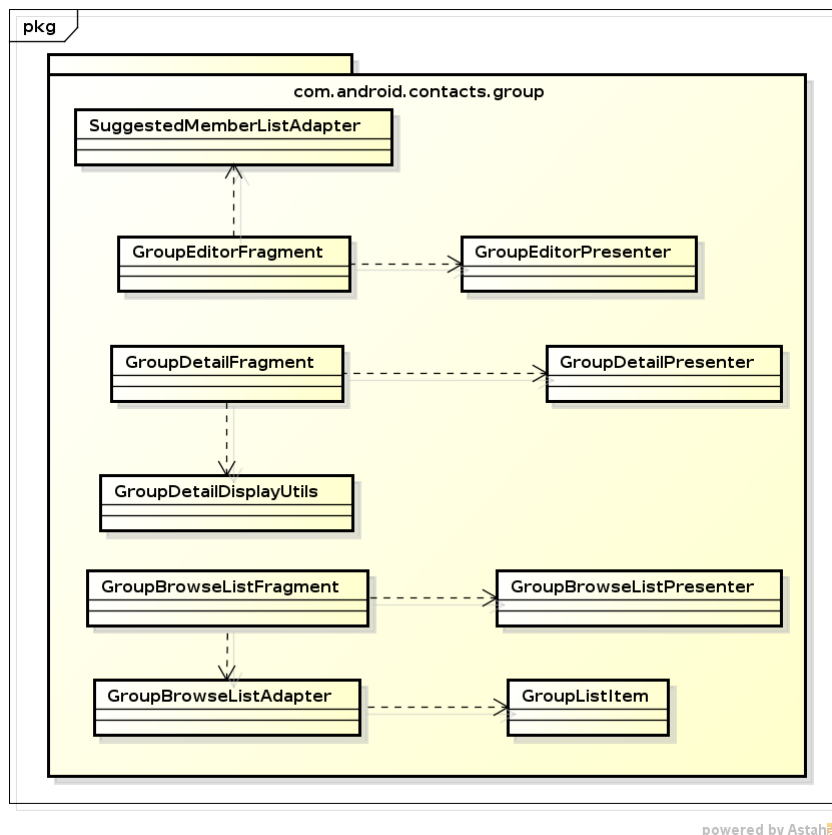 pkg
com.android.contacts.group
SuggestedMemberListAdapter
GroupEditorFragment
GroupEditorPresenter
GroupDetailFragment
GroupDetailPresenter
GroupDetailDisplayUtils
GroupBrowseListFragment
GroupBrowseListPresenter
GroupBrowseListAdapter
GroupListItem
powered by Astah